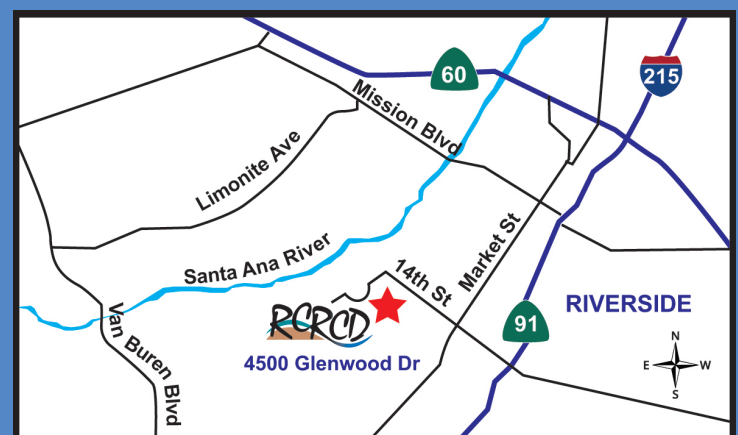 60
215
Mission Blvd
Limonite Ave
Santa Ana River
14th St
Market St
RCRCD
4500 Glenwood Dr
91
RIVERSIDE
Van Buren Blvd
N
E W
S